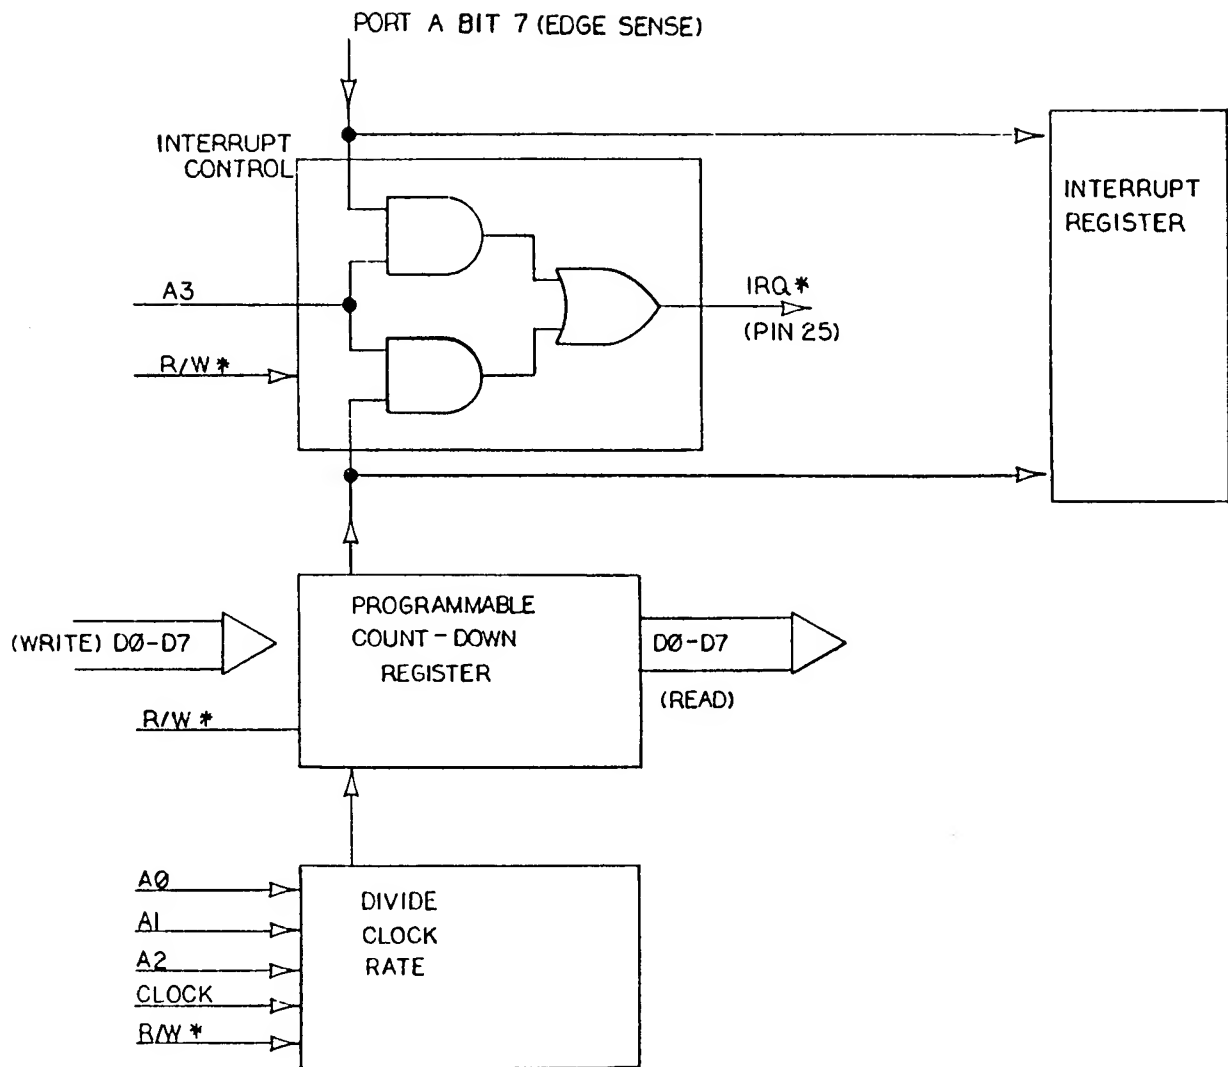 PORT A BIT 7 (EDGE SENSE)
INTERRUPT
CONTROL
INTERRUPT
REGISTER
A3
IRQ*
(PIN 25)
R/W*
PROGRAMMABLE
COUNT-DOWN
REGISTER
(WRITE) DØ-D7
DØ-D7
(READ)
R/W*
AØ
A1
A2
CLOCK
R/W*
DIVIDE
CLOCK
RATE